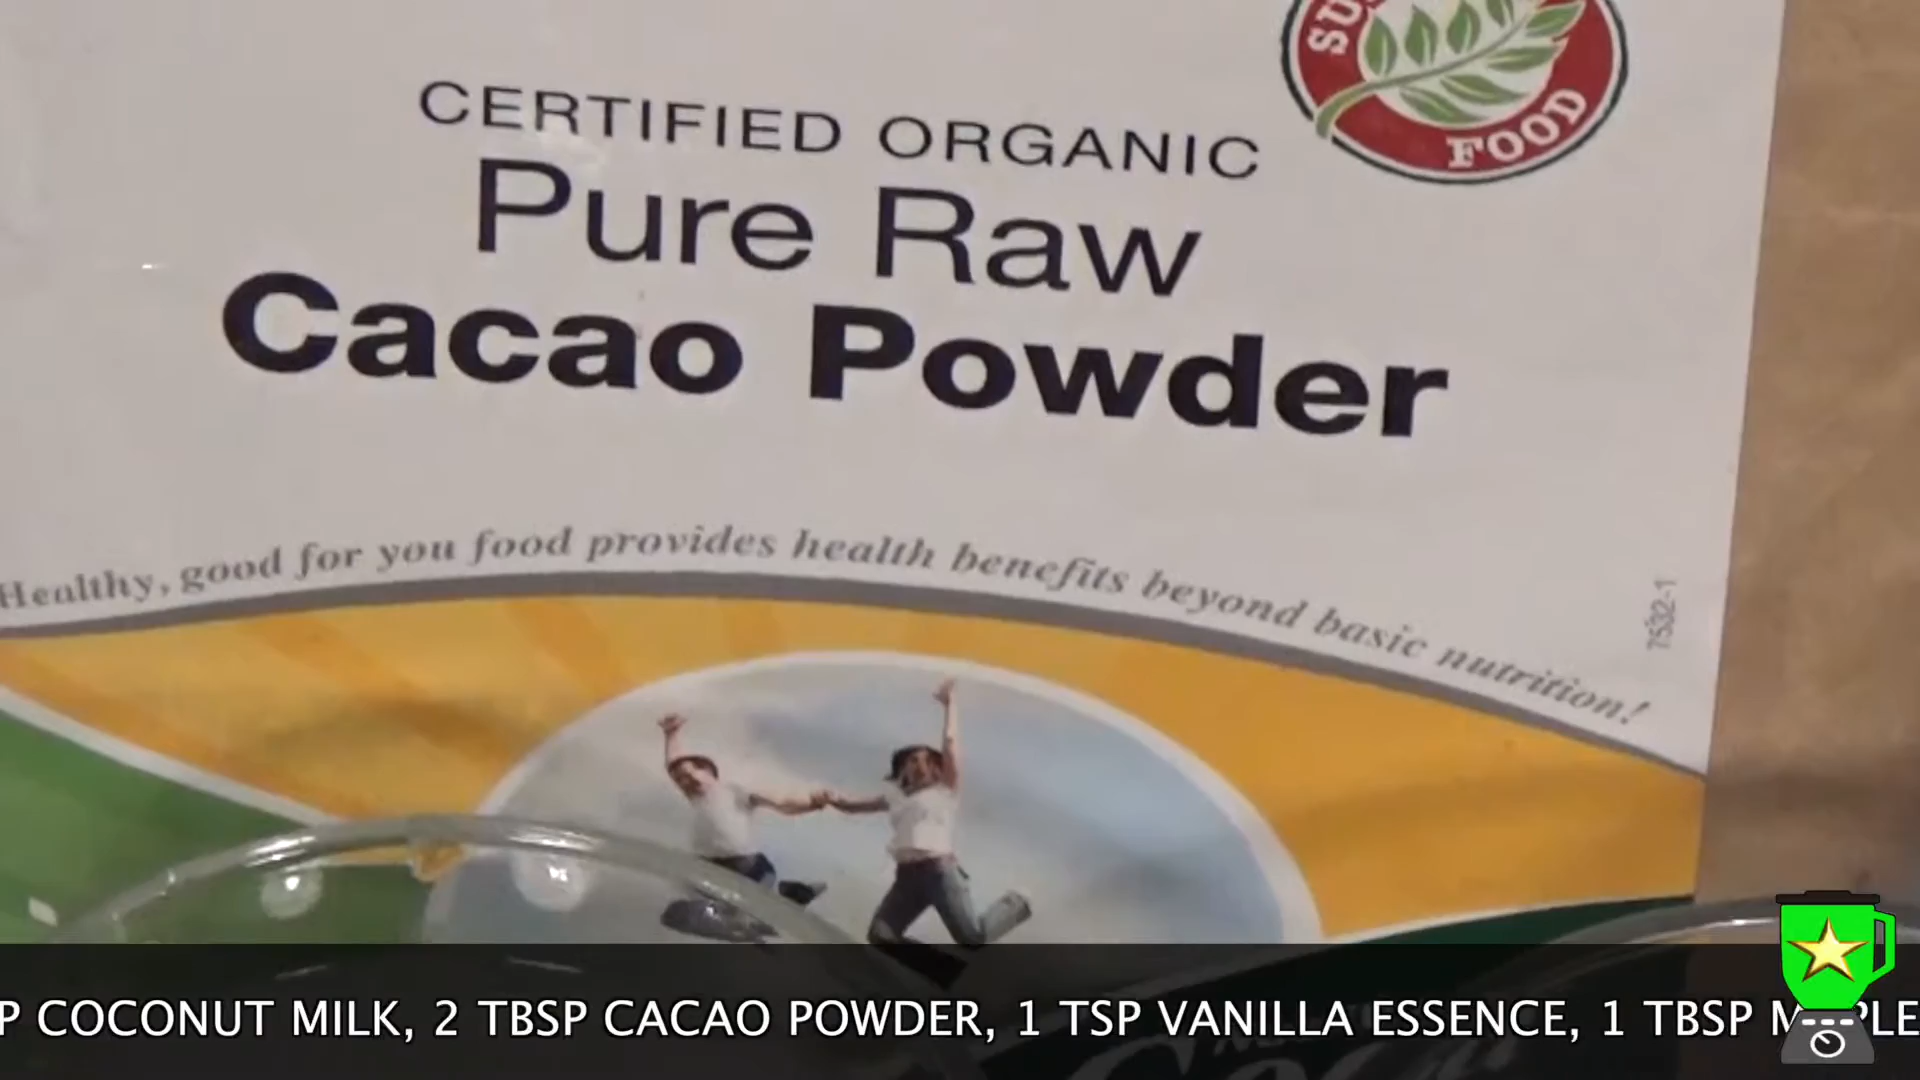 FOOD
CERTIFIED ORGANIC
Pure Raw
Cacao Powder
Healthy, good for you food provides health benefits beyond basic nutrition!
7532-1
P COCONUT MILK, 2 TBSP CACAO POWDER, 1 TSP VANILLA ESSENCE, 1 TBSP